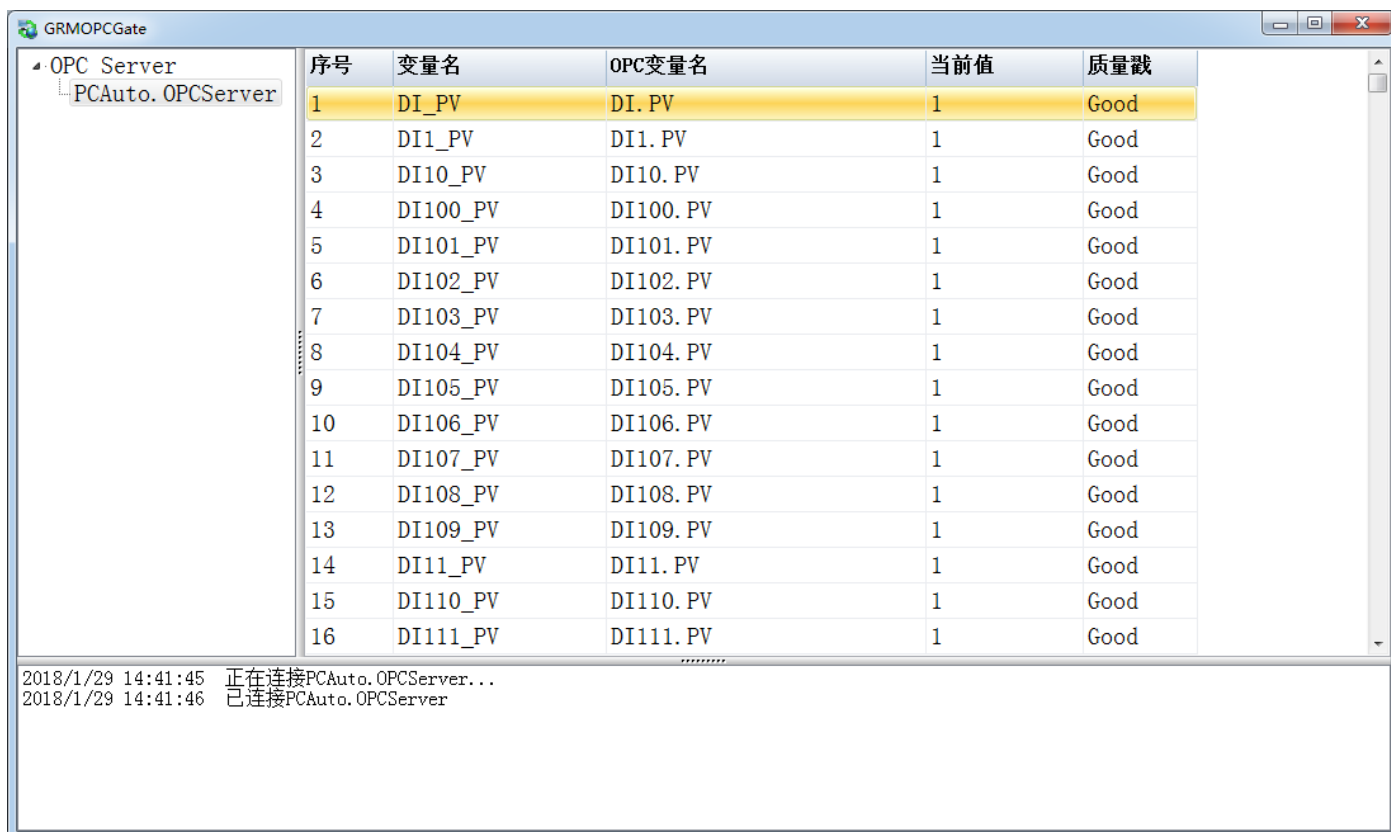 GRMOPCGate
OPC Server
PCAuto.OPCServer
序号 变量名 OPC变量名 当前值 质量戳
1 DI_PV DI.PV 1 Good
2 DI1_PV DI1.PV 1 Good
3 DI10_PV DI10.PV 1 Good
4 DI100_PV DI100.PV 1 Good
5 DI101_PV DI101.PV 1 Good
6 DI102_PV DI102.PV 1 Good
7 DI103_PV DI103.PV 1 Good
8 DI104_PV DI104.PV 1 Good
9 DI105_PV DI105.PV 1 Good
10 DI106_PV DI106.PV 1 Good
11 DI107_PV DI107.PV 1 Good
12 DI108_PV DI108.PV 1 Good
13 DI109_PV DI109.PV 1 Good
14 DI11_PV DI11.PV 1 Good
15 DI110_PV DI110.PV 1 Good
16 DI111_PV DI111.PV 1 Good
2018/1/29 14:41:45 正在连接PCAuto.OPCServer...
2018/1/29 14:41:46 已连接PCAuto.OPCServer